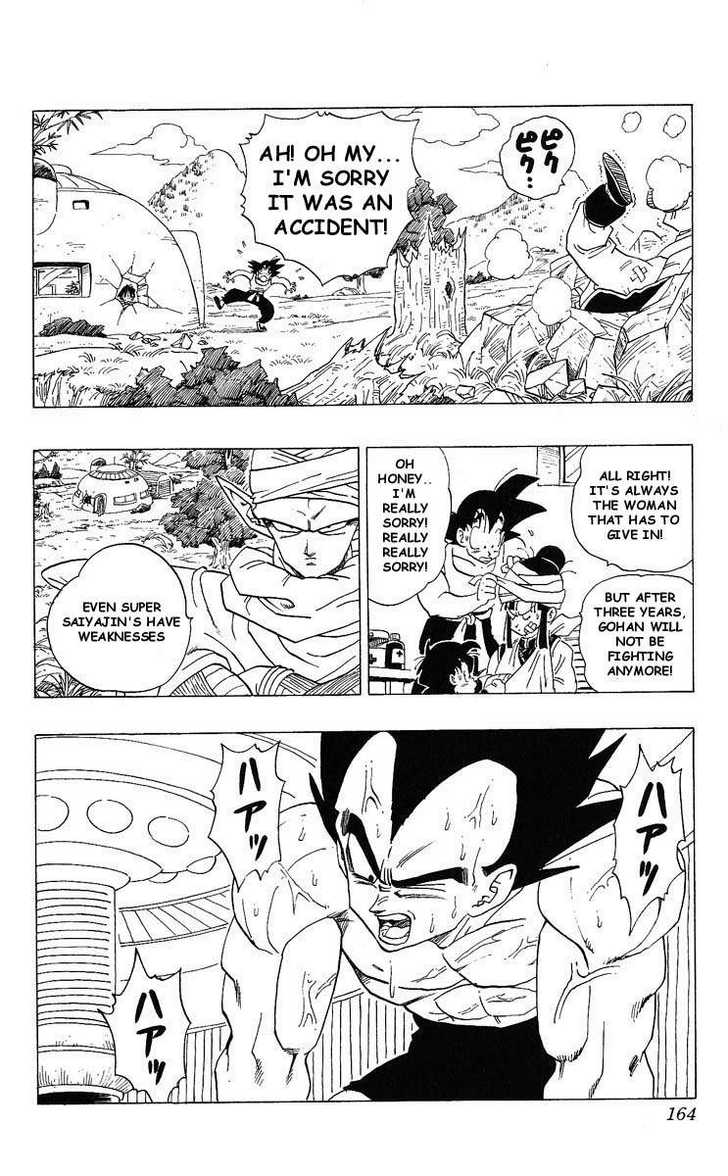 AH! OH MY...
I'M SORRY
IT WAS AN
ACCIDENT!
ピク
ピク…
OH
HONEY..
I'M
REALLY
SORRY!
REALLY
REALLY
SORRY!
ALL RIGHT!
IT'S ALWAYS
THE WOMAN
THAT HAS TO
GIVE IN!
BUT AFTER
THREE YEARS,
GOHAN WILL
NOT BE
FIGHTING
ANYMORE!
EVEN SUPER
SAIYAJIN'S HAVE
WEAKNESSES
ハアッ
ハアッ
ハアッ
164